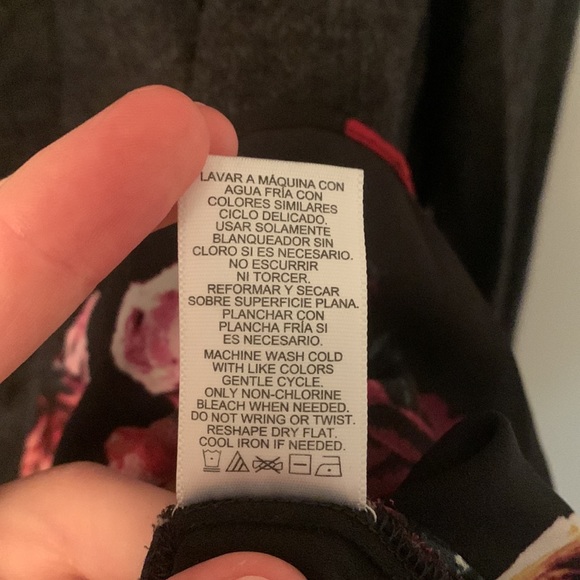 LAVAR A MÁQUINA CON
AGUA FRÍA CON
COLORES SIMILARES
CICLO DELICADO.
USAR SOLAMENTE
BLANQUEADOR SIN
CLORO SI ES NECESARIO.
NO ESCURRIR
NI TORCER.
REFORMAR Y SECAR
SOBRE SUPERFICIE PLANA.
PLANCHAR CON
PLANCHA FRÍA SI
ES NECESARIO.
MACHINE WASH COLD
WITH LIKE COLORS
GENTLE CYCLE.
ONLY NON-CHLORINE
BLEACH WHEN NEEDED.
DO NOT WRING OR TWIST.
RESHAPE DRY FLAT.
COOL IRON IF NEEDED.